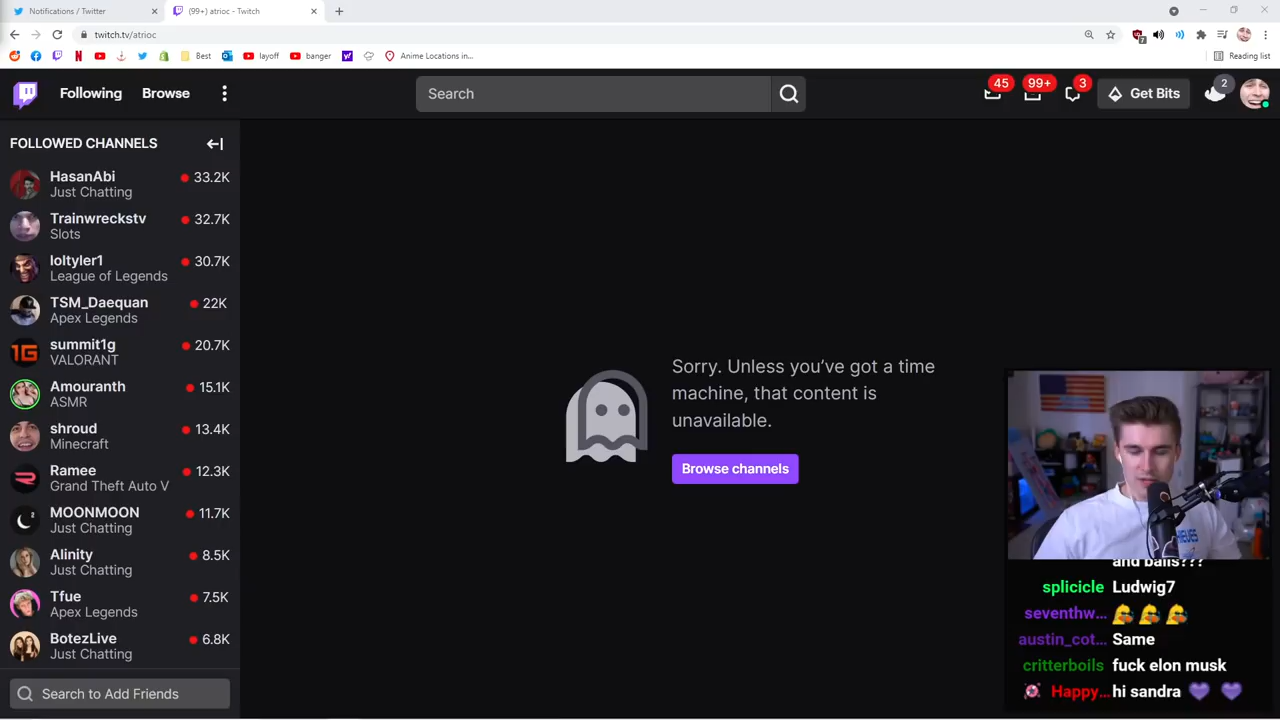 Notifications / Twitter
(99+) atrioc - Twitch
twitch.tv/atrioc
7
Best
layoff
banger
Anime Locations in...
Reading list
Following
Browse
Search
45
99+
3
Get Bits
2
FOLLOWED CHANNELS
HasanAbi
33.2K
Just Chatting
Trainwreckstv
32.7K
Slots
loltyler1
30.7K
League of Legends
TSM_Daequan
22K
Apex Legends
summit1g
20.7K
VALORANT
Amouranth
15.1K
ASMR
shroud
13.4K
Minecraft
Ramee
12.3K
Grand Theft Auto V
MOONMOON
11.7K
Just Chatting
Alinity
8.5K
Just Chatting
Tfue
7.5K
Apex Legends
BotezLive
6.8K
Just Chatting
Search to Add Friends
Sorry. Unless you’ve got a time
machine, that content is
unavailable.
Browse channels
and balls???
splicicle Ludwig7
seventhw...
austin_cot... Same
critterboils fuck elon musk
Happy... hi sandra